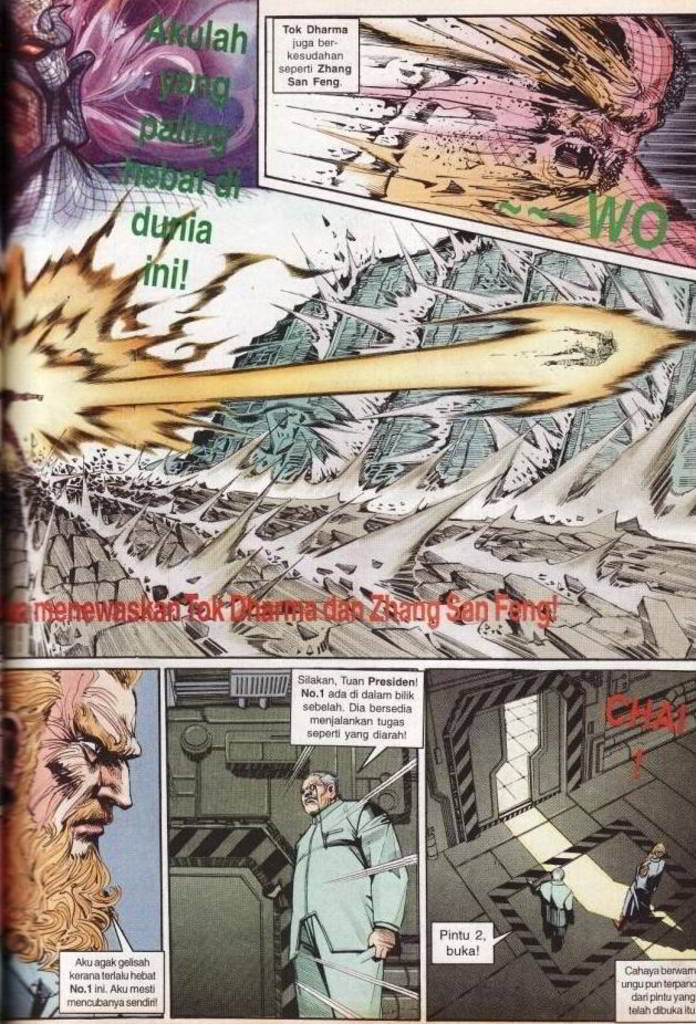 Akulah
yang
paling
hebat di
dunia
ini!
Tok Dharma
juga ber-
kesudahan
seperti Zhang
San Feng.
~~~WO
menewaskan Tok Dharma dan Zhang San Feng!
Aku agak gelisah
kerana terlalu hebat
No.1 ini. Aku mesti
mencubanya sendiri!
Silakan, Tuan Presiden!
No.1 ada di dalam bilik
sebelah. Dia bersedia
menjalankan tugas
seperti yang diarah!
CHAI
!
Pintu 2,
buka!
Cahaya berwarn
ungu pun terpanc
dari pintu yang
telah dibuka itu